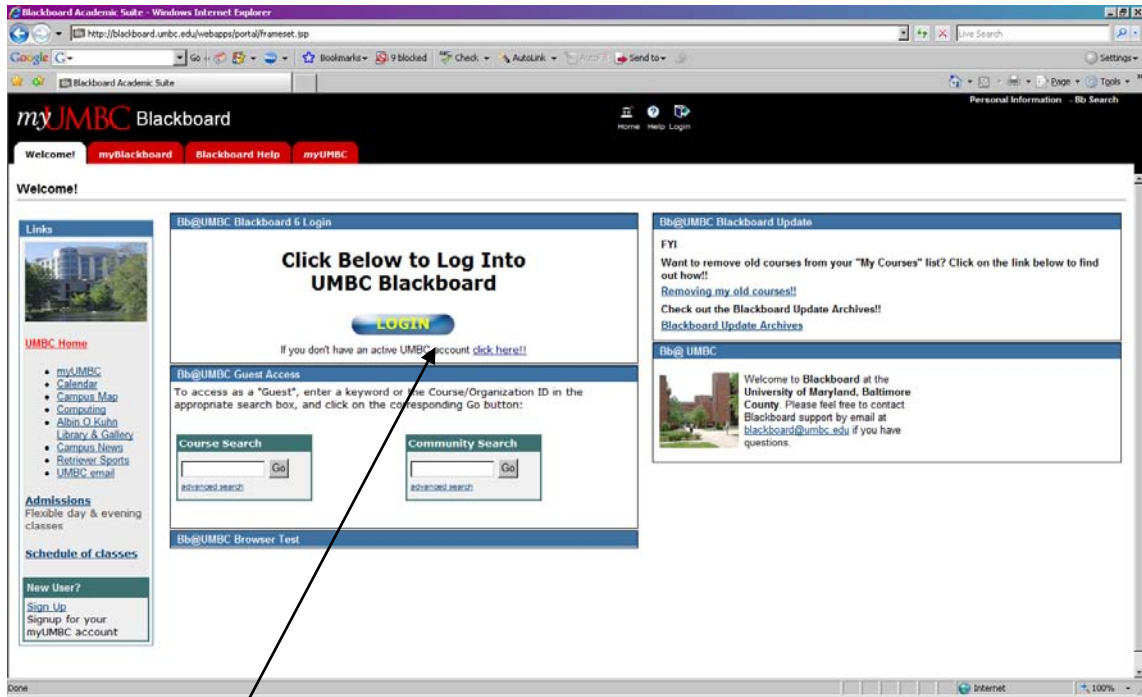 Blackboard Academic Suite - Windows Internet Explorer
http://blackboard.umbc.edu/webapps/portal/frameset.jsp
Live Search
Google
Go
Bookmarks
9 blocked
Check
AutoLink
AutoFill
Send to
Settings
Blackboard Academic Suite
Page
Tools
Personal Information
Bb Search
myUMBC Blackboard
Home Help Login
Welcome! myBlackboard Blackboard Help myUMBC
Welcome!
Links
UMBC Home
myUMBC
Calendar
Campus Map
Computing
Albin O Kuhn
Library & Gallery
Campus News
Retriever Sports
UMBC email
Admissions
Flexible day & evening
classes
Schedule of classes
New User?
Sign Up
Signup for your
myUMBC account
Bb@UMBC Blackboard 6 Login
Click Below to Log Into
UMBC Blackboard
LOGIN
If you don't have an active UMBC account click here!!
Bb@UMBC Guest Access
To access as a "Guest", enter a keyword or the Course/Organization ID in the
appropriate search box, and click on the corresponding Go button:
Course Search
Go
advanced search
Community Search
Go
advanced search
Bb@UMBC Browser Test
Bb@UMBC Blackboard Update
FYI
Want to remove old courses from your "My Courses" list? Click on the link below to find
out how!!
Removing my old courses!!
Check out the Blackboard Update Archives!!
Blackboard Update Archives
Bb@ UMBC
Welcome to Blackboard at the
University of Maryland, Baltimore
County. Please feel free to contact
Blackboard support by email at
blackboard@umbc.edu if you have
questions.
Done
Internet
100%